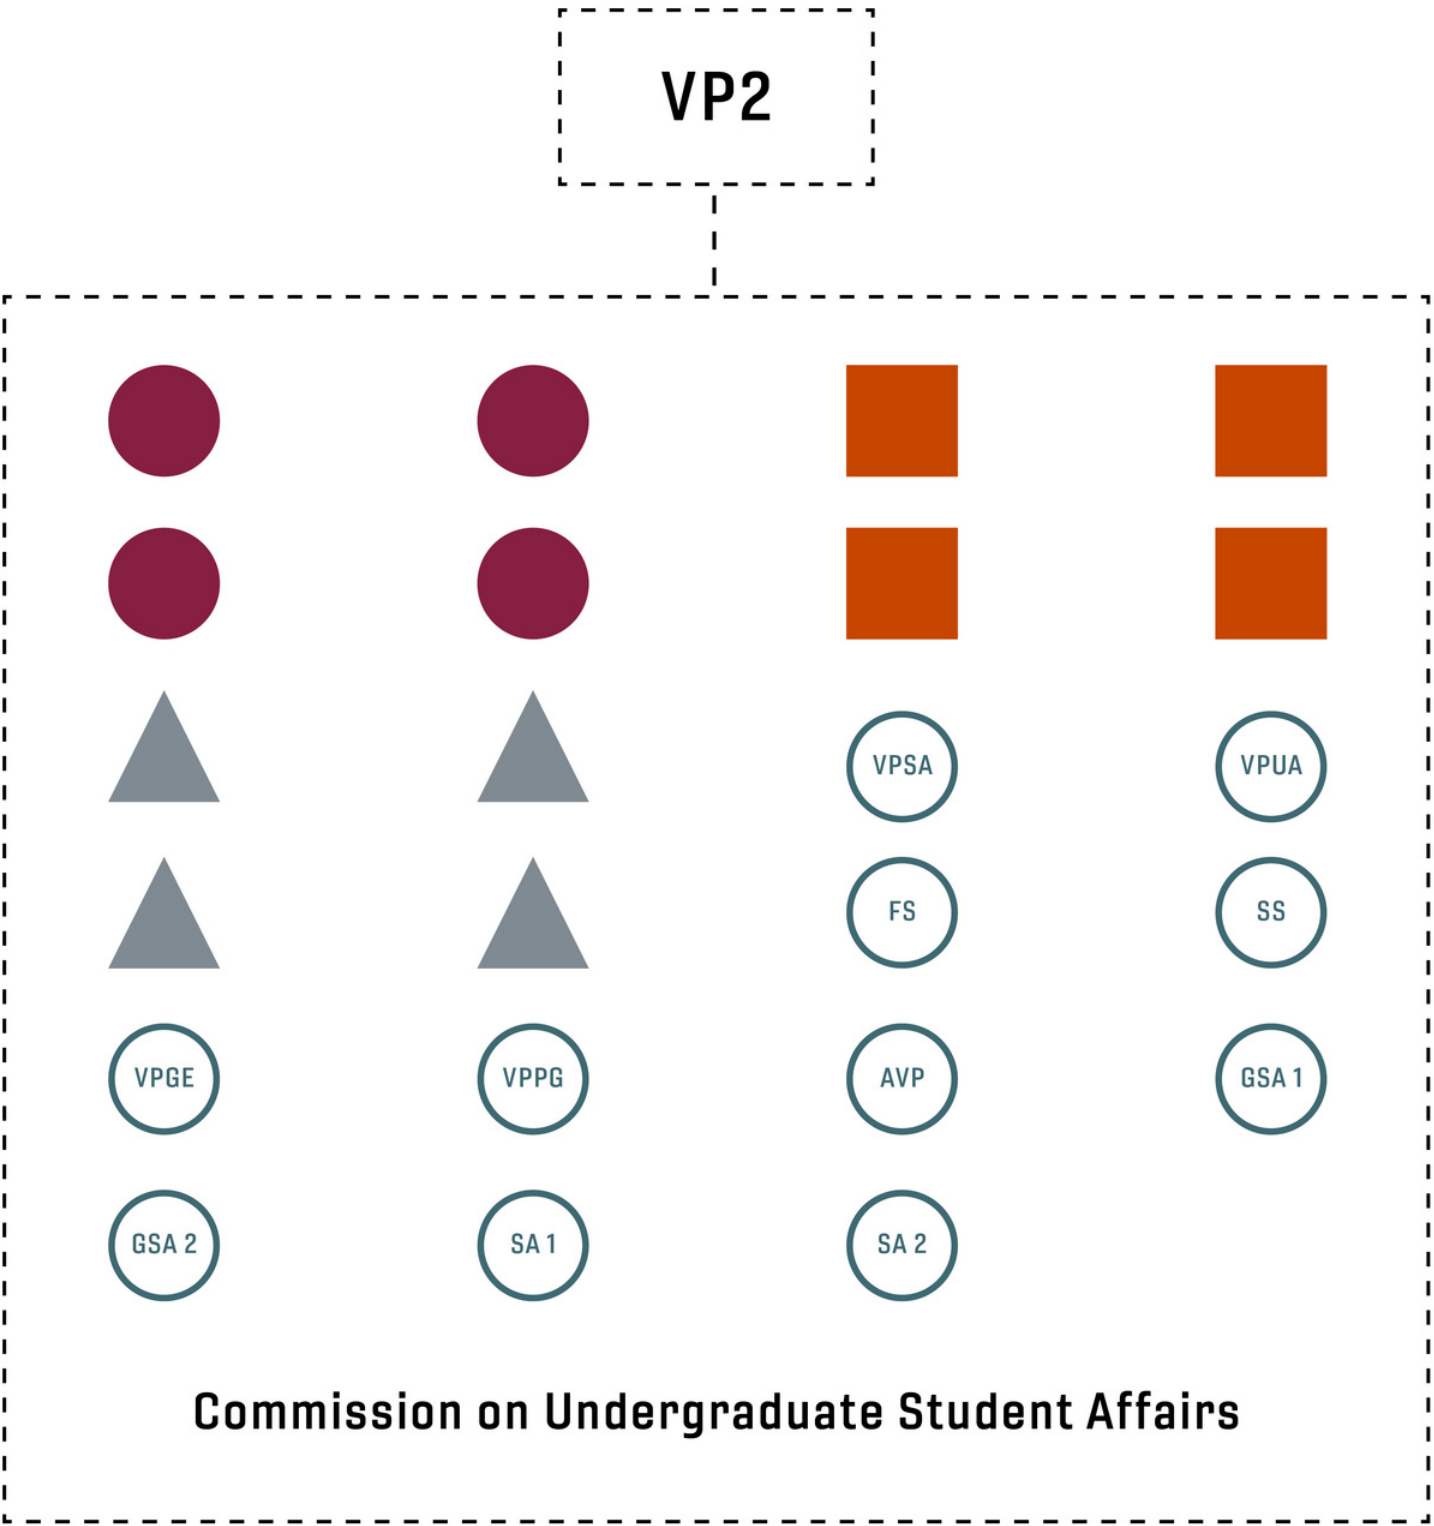 VP2
VPSA
VPUA
FS
SS
VPGE
VPPG
AVP
GSA 1
GSA 2
SA 1
SA 2
Commission on Undergraduate Student Affairs